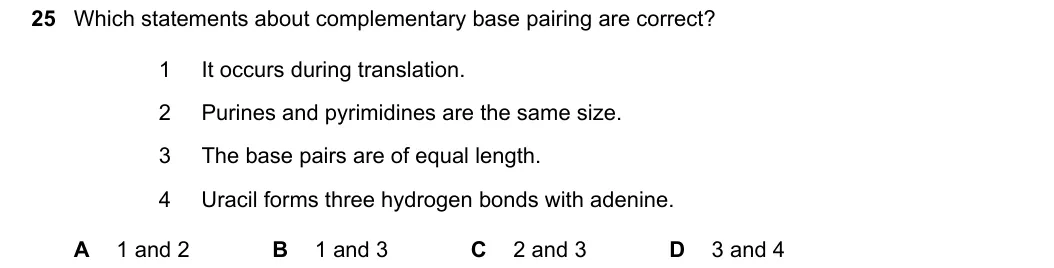 25 Which statements about complementary base pairing are correct?
1 It occurs during translation.
2 Purines and pyrimidines are the same size.
3 The base pairs are of equal length.
4 Uracil forms three hydrogen bonds with adenine.
A 1 and 2 B 1 and 3 C 2 and 3 D 3 and 4